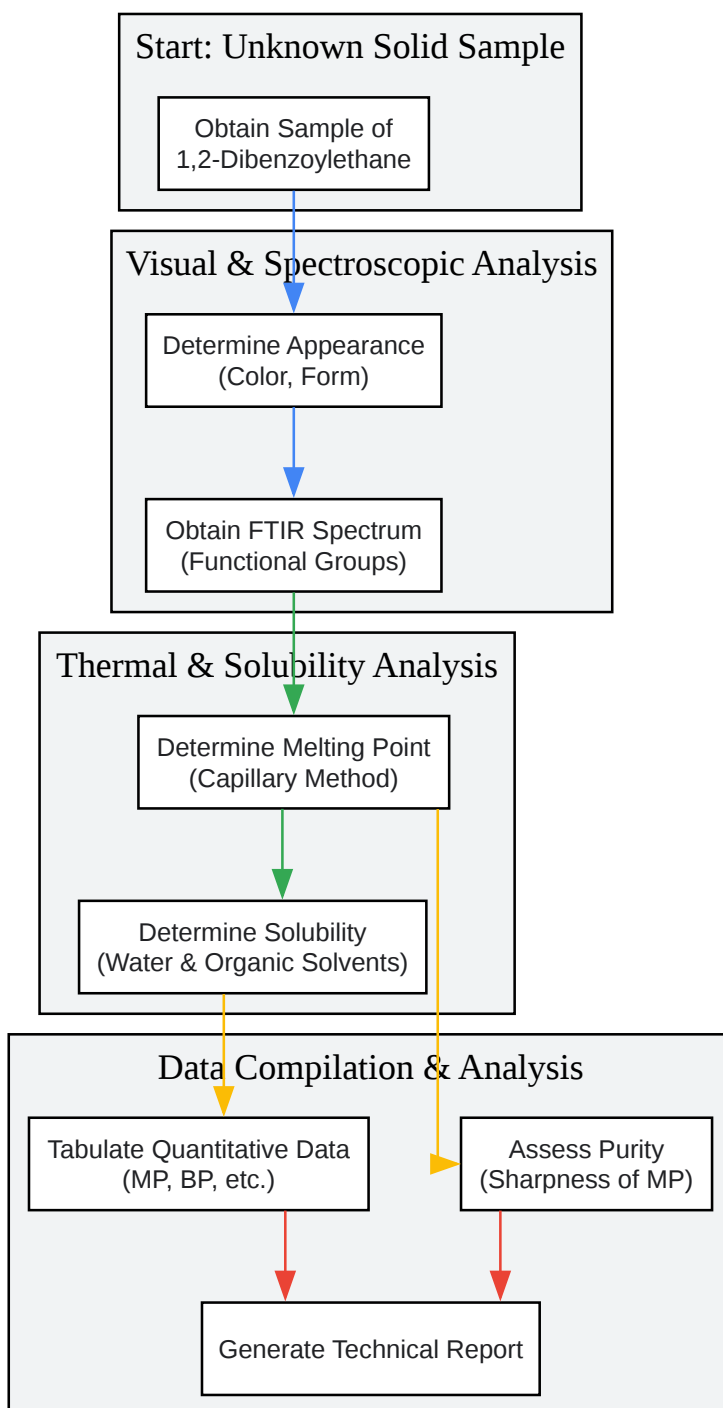 Start: Unknown Solid Sample
Obtain Sample of
1,2-Dibenzoylethane
Visual & Spectroscopic Analysis
Determine Appearance
(Color, Form)
Obtain FTIR Spectrum
(Functional Groups)
Thermal & Solubility Analysis
Determine Melting Point
(Capillary Method)
Determine Solubility
(Water & Organic Solvents)
Data Compilation & Analysis
Tabulate Quantitative Data
(MP, BP, etc.)
Assess Purity
(Sharpness of MP)
Generate Technical Report